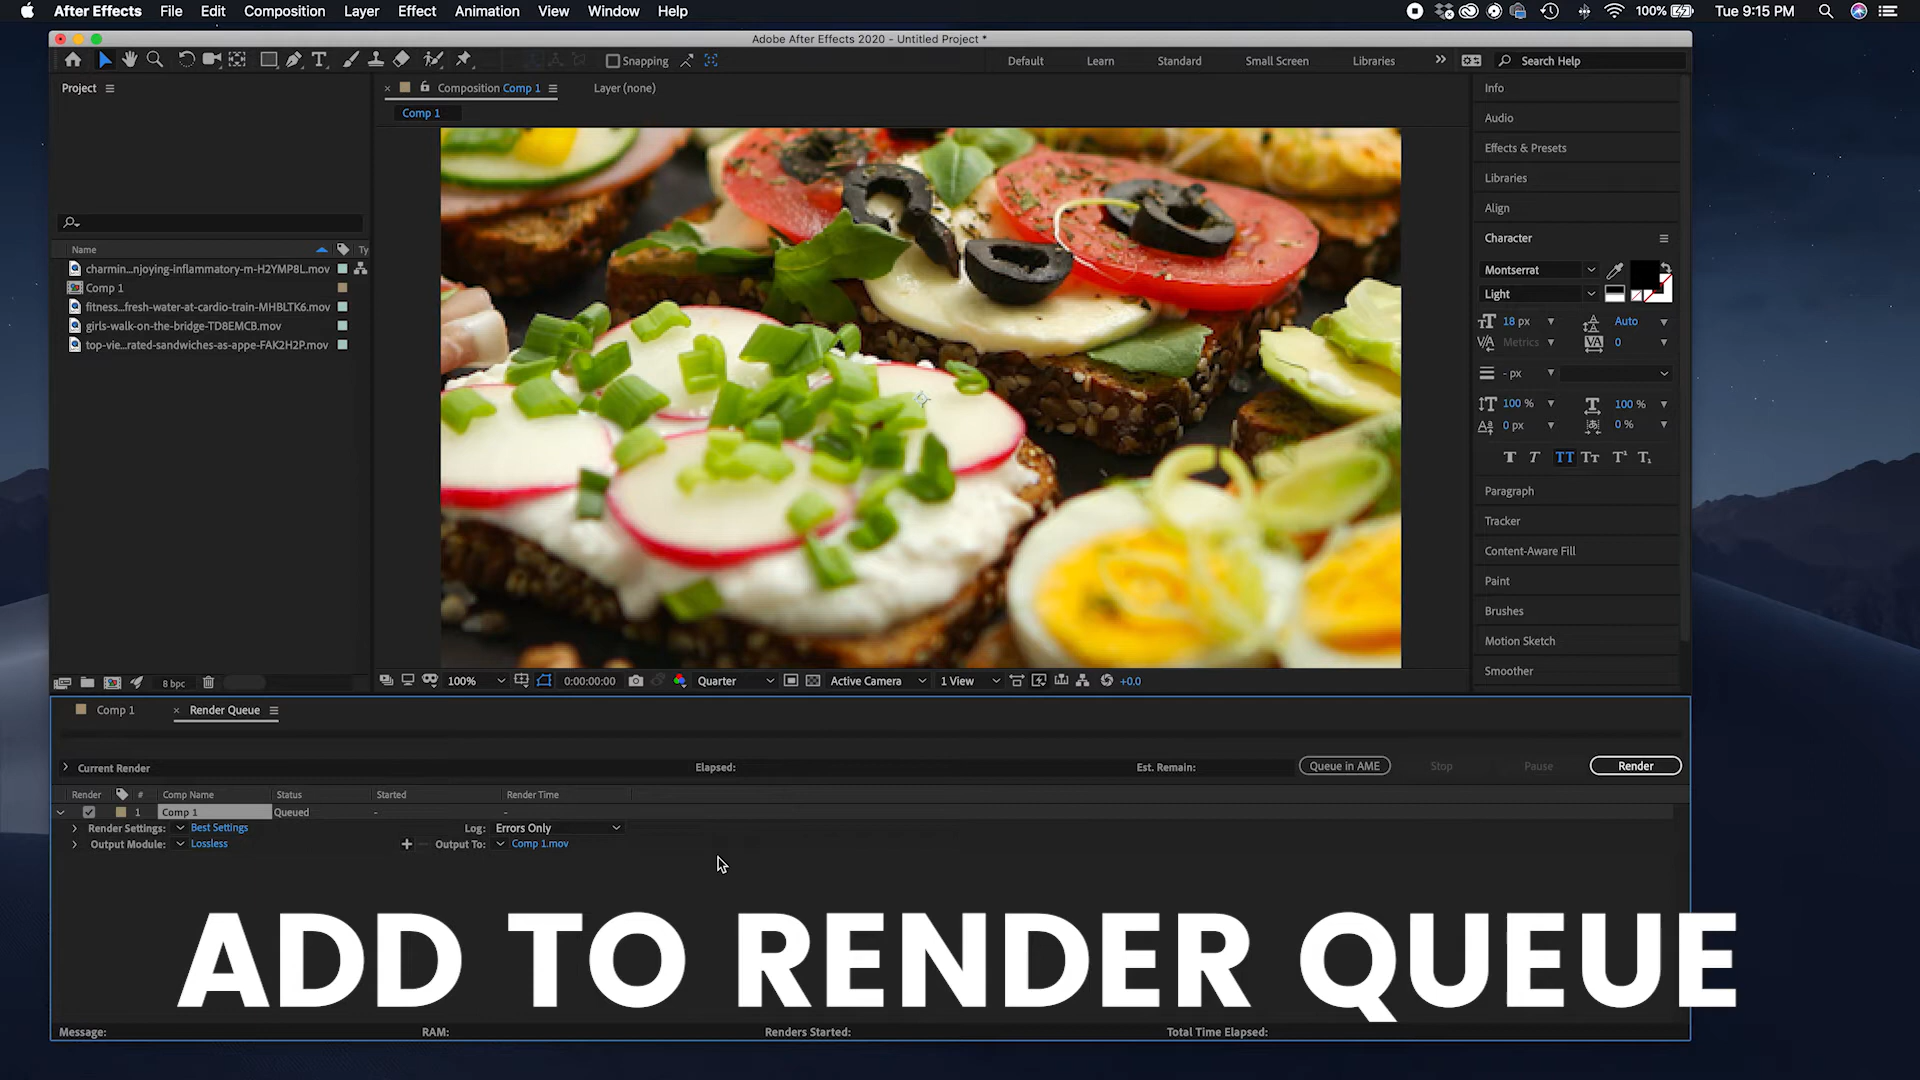 After Effects File Edit Composition Layer Effect Animation View Window Help 100% Tue 9:15 PM
Adobe After Effects 2020 - Untitled Project *
Snapping Default Learn Standard Small Screen Libraries Search Help
Project
Composition Comp 1 Layer (none)
Comp 1
Name Ty
charmin...njoying-inflammatory-m-H2YMP8L.mov
Comp 1
fitness...fresh-water-at-cardio-train-MHBLTK6.mov
girls-walk-on-the-bridge-TD8EMCB.mov
top-vie...rated-sandwiches-as-appe-FAK2H2P.mov
8 bpc
100% 0:00:00:00 Quarter Active Camera 1 View +0.0
Info
Audio
Effects & Presets
Libraries
Align
Character
Montserrat
Light
18 px Auto
Metrics 0
- px
100 % 100 %
0 px 0 %
Paragraph
Tracker
Content-Aware Fill
Paint
Brushes
Motion Sketch
Smoother
Comp 1 Render Queue
Current Render Elapsed: Est. Remain: Queue in AME Stop Pause Render
Render # Comp Name Status Started Render Time
1 Comp 1 Queued - -
Render Settings: Best Settings Log: Errors Only
Output Module: Lossless Output To: Comp 1.mov
ADD TO RENDER QUEUE
Message: RAM: Renders Started: Total Time Elapsed: